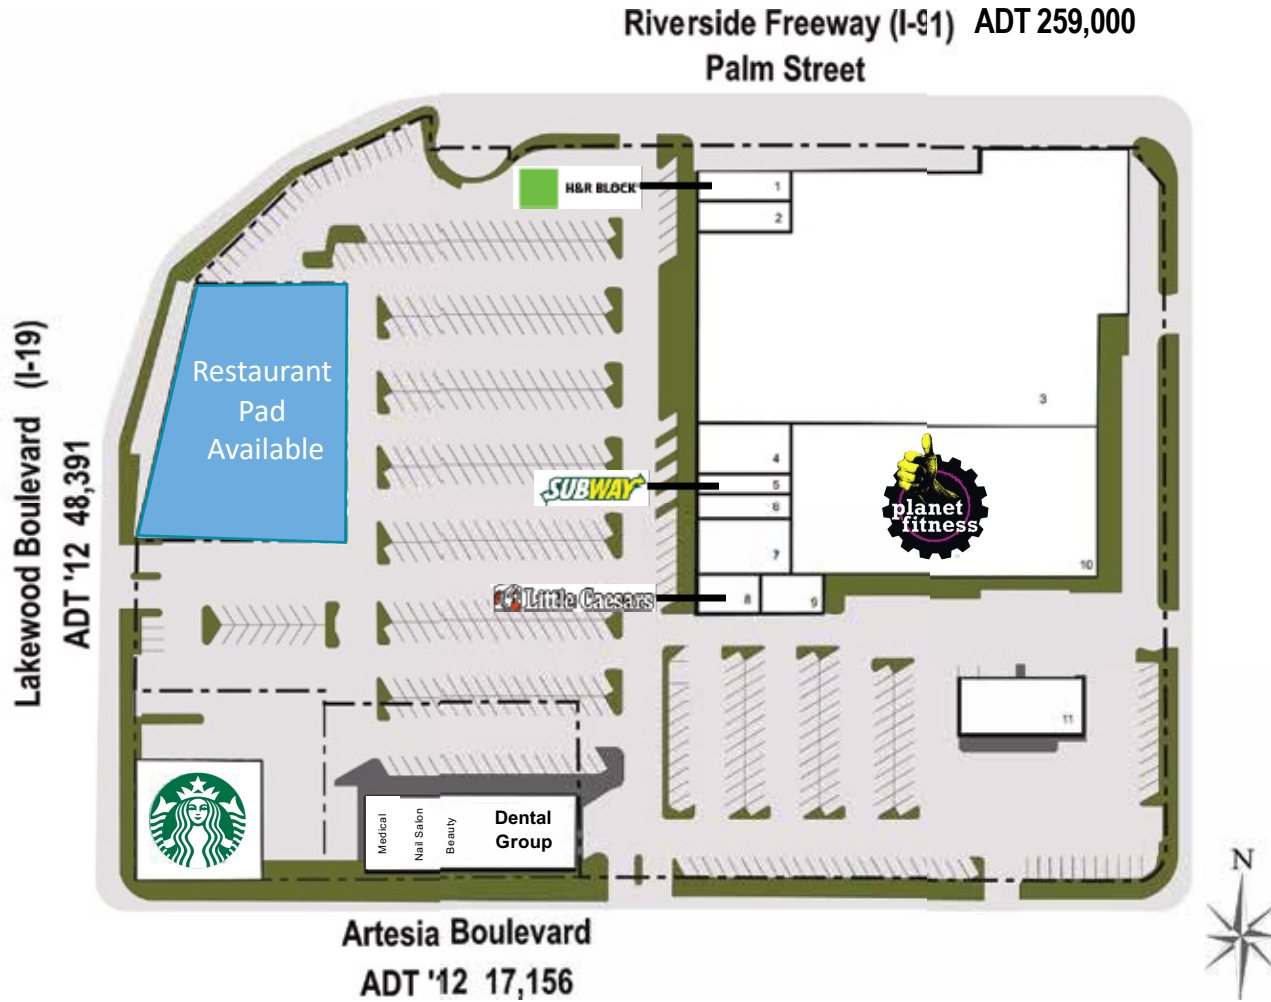 Riverside Freeway (I-91) ADT 259,000
Palm Street
H&R BLOCK
1
2
Restaurant
Pad
Available
Lakewood Boulevard (I-19)
ADT '12 48,391
3
4
SUBWAY
5
6
planet
fitness
7
10
Little Caesars
8
9
11
Medical
Nail Salon
Beauty
Dental
Group
N
Artesia Boulevard
ADT '12 17,156